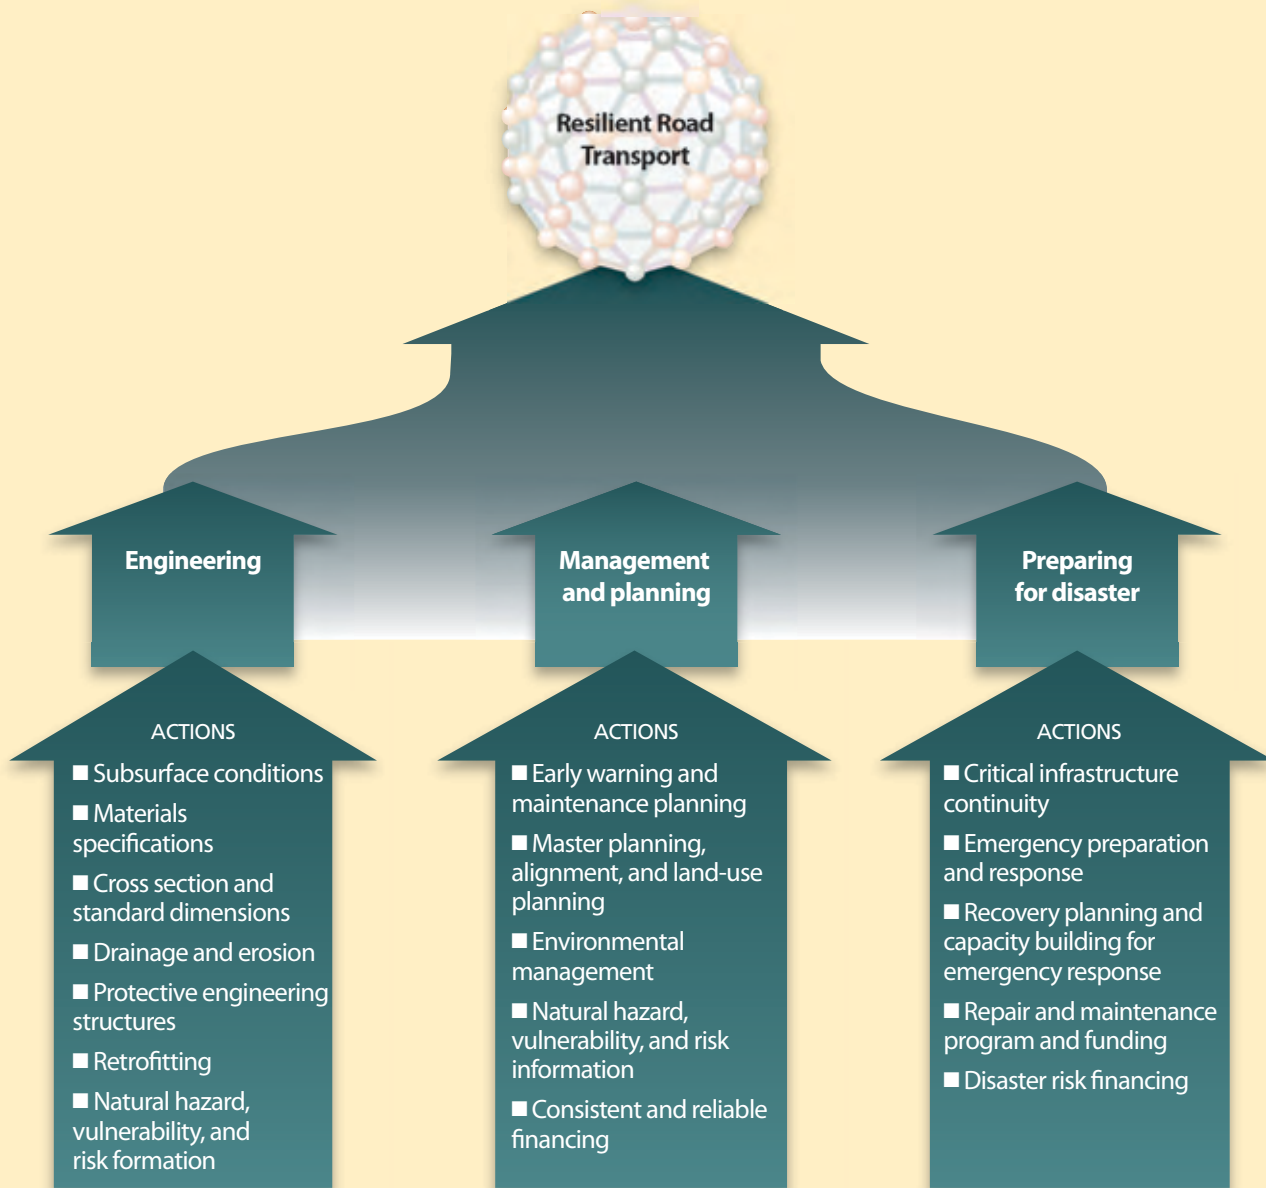 Resilient Road
Transport
Engineering
Management
and planning
Preparing
for disaster
ACTIONS
■ Subsurface conditions
■ Materials
specifications
■ Cross section and
standard dimensions
■ Drainage and erosion
■ Protective engineering
structures
■ Retrofitting
■ Natural hazard,
vulnerability, and
risk formation
ACTIONS
■ Early warning and
maintenance planning
■ Master planning,
alignment, and land-use
planning
■ Environmental
management
■ Natural hazard,
vulnerability, and risk
information
■ Consistent and reliable
financing
ACTIONS
■ Critical infrastructure
continuity
■ Emergency preparation
and response
■ Recovery planning and
capacity building for
emergency response
■ Repair and maintenance
program and funding
■ Disaster risk financing